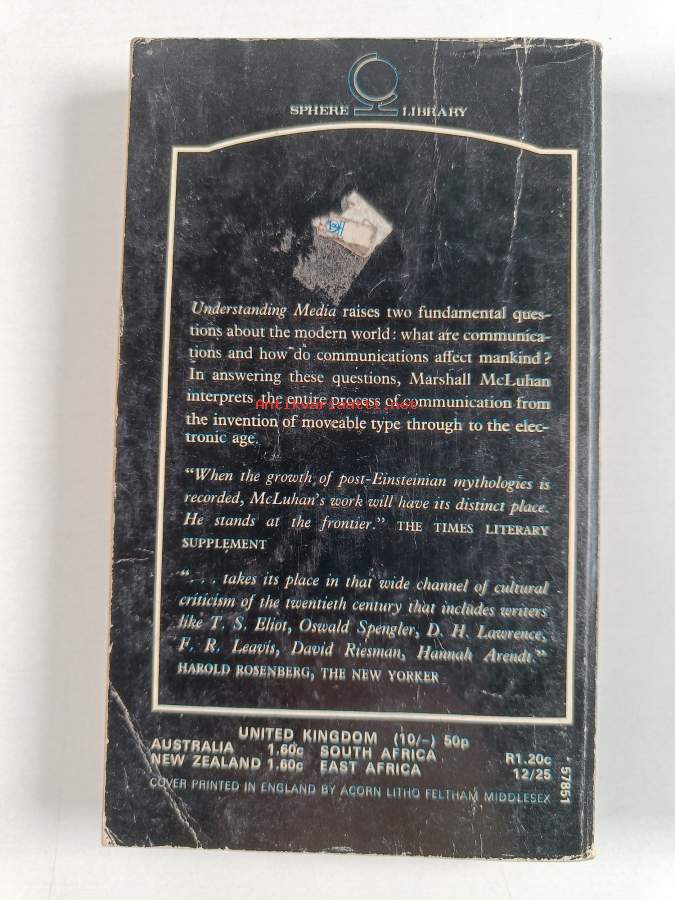 SPHERE LIBRARY
Understanding Media raises two fundamental ques-
tions about the modern world: what are communica-
tions and how do communications affect mankind?
In answering these questions, Marshall McLuhan
interprets the entire process of communication from
Antikvariaatti.net
the invention of moveable type through to the elec-
tronic age.
“When the growth of post-Einsteinian mythologies is
recorded, McLuhan's work will have its distinct place.
He stands at the frontier.” THE TIMES LITERARY
SUPPLEMENT
“. . . takes its place in that wide channel of cultural
criticism of the twentieth century that includes writers
like T. S. Eliot, Oswald Spengler, D. H. Lawrence,
F. R. Leavis, David Riesman, Hannah Arendt.”
HAROLD ROSENBERG, THE NEW YORKER
UNITED KINGDOM (10/–) 50p
AUSTRALIA 1.60c SOUTH AFRICA R1.20c
NEW ZEALAND 1.60c EAST AFRICA 12/25
COVER PRINTED IN ENGLAND BY ACORN LITHO FELTHAM MIDDLESEX
57851